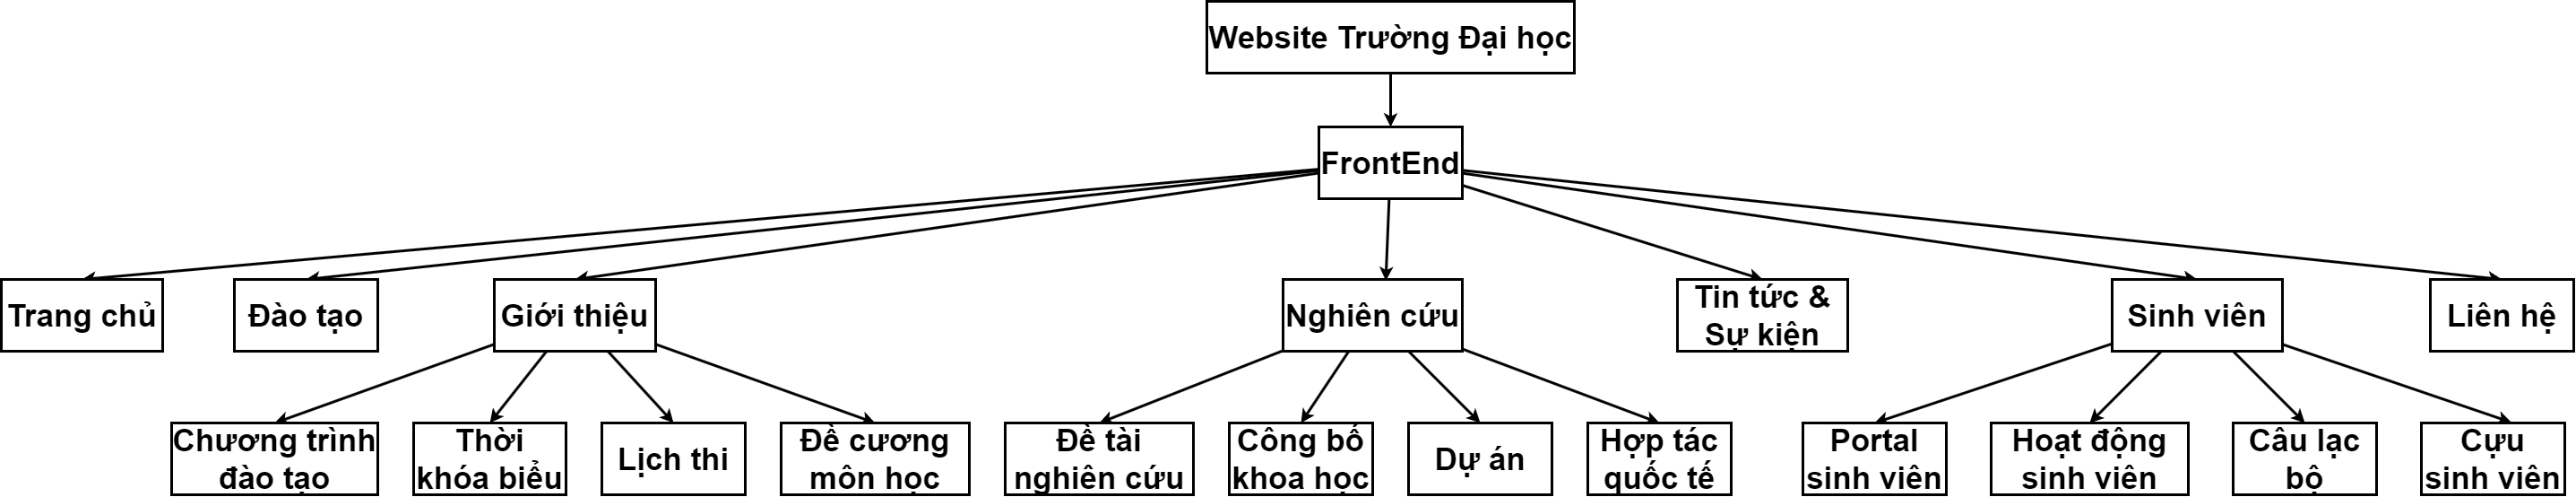 Website Trường Đại học
FrontEnd
Trang chủ
Đào tạo
Giới thiệu
Nghiên cứu
Tin tức &
Sự kiện
Sinh viên
Liên hệ
Chương trình
đào tạo
Thời
khóa biểu
Lịch thi
Đề cương
môn học
Đề tài
nghiên cứu
Công bố
khoa học
Dự án
Hợp tác
quốc tế
Portal
sinh viên
Hoạt động
sinh viên
Câu lạc
bộ
Cựu
sinh viên